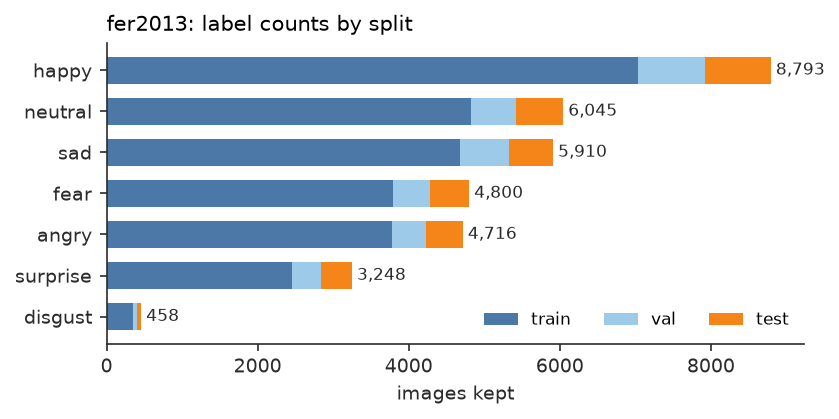 fer2013: label counts by split
happy 8,793
neutral 6,045
sad 5,910
fear 4,800
angry 4,716
surprise 3,248
disgust 458
train val test
0 2000 4000 6000 8000
images kept